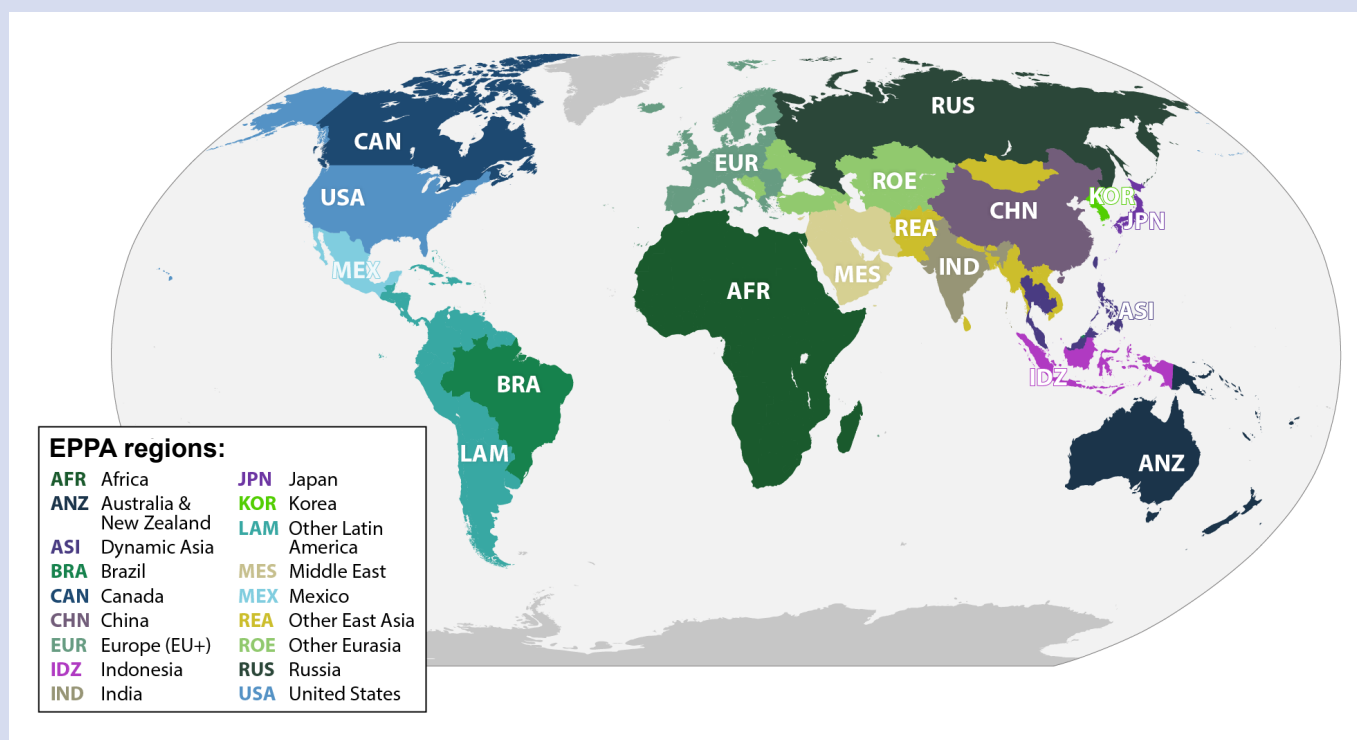 RUS
CAN
EUR
ROE
USA
KOR
CHN
JPN
REA
MEX
IND
MES
AFR
ASI
IDZ
BRA
LAM
ANZ
EPPA regions:
AFR Africa
ANZ Australia &
New Zealand
ASI Dynamic Asia
BRA Brazil
CAN Canada
CHN China
EUR Europe (EU+)
IDZ Indonesia
IND India
JPN Japan
KOR Korea
LAM Other Latin
America
MES Middle East
MEX Mexico
REA Other East Asia
ROE Other Eurasia
RUS Russia
USA United States